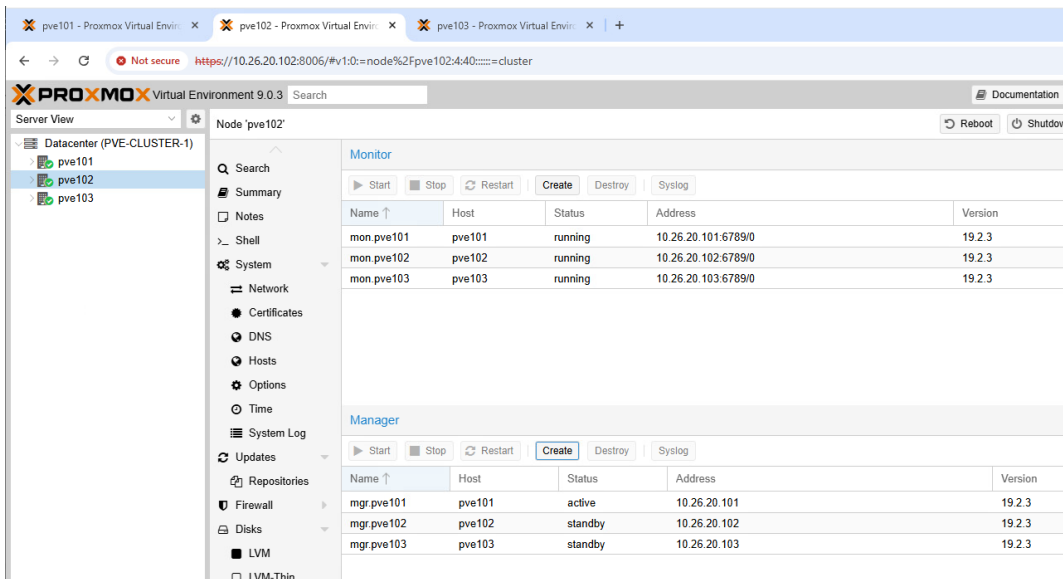 pve101 - Proxmox Virtual Enviro
pve102 - Proxmox Virtual Enviro
pve103 - Proxmox Virtual Enviro
Not secure https://10.26.20.102:8006/#v1:0:=node%2Fpve102:4:40::::::=cluster
PROXMOX Virtual Environment 9.0.3 Search Documentation
Server View
Node 'pve102' Reboot Shutdow
Datacenter (PVE-CLUSTER-1)
pve101
pve102
pve103
Search
Summary
Notes
Shell
System
Network
Certificates
DNS
Hosts
Options
Time
System Log
Updates
Repositories
Firewall
Disks
LVM
LVM-Thin
Monitor
Start Stop Restart Create Destroy Syslog
Name Host Status Address Version
mon.pve101 pve101 running 10.26.20.101:6789/0 19.2.3
mon.pve102 pve102 running 10.26.20.102:6789/0 19.2.3
mon.pve103 pve103 running 10.26.20.103:6789/0 19.2.3
Manager
Start Stop Restart Create Destroy Syslog
Name Host Status Address Version
mgr.pve101 pve101 active 10.26.20.101 19.2.3
mgr.pve102 pve102 standby 10.26.20.102 19.2.3
mgr.pve103 pve103 standby 10.26.20.103 19.2.3